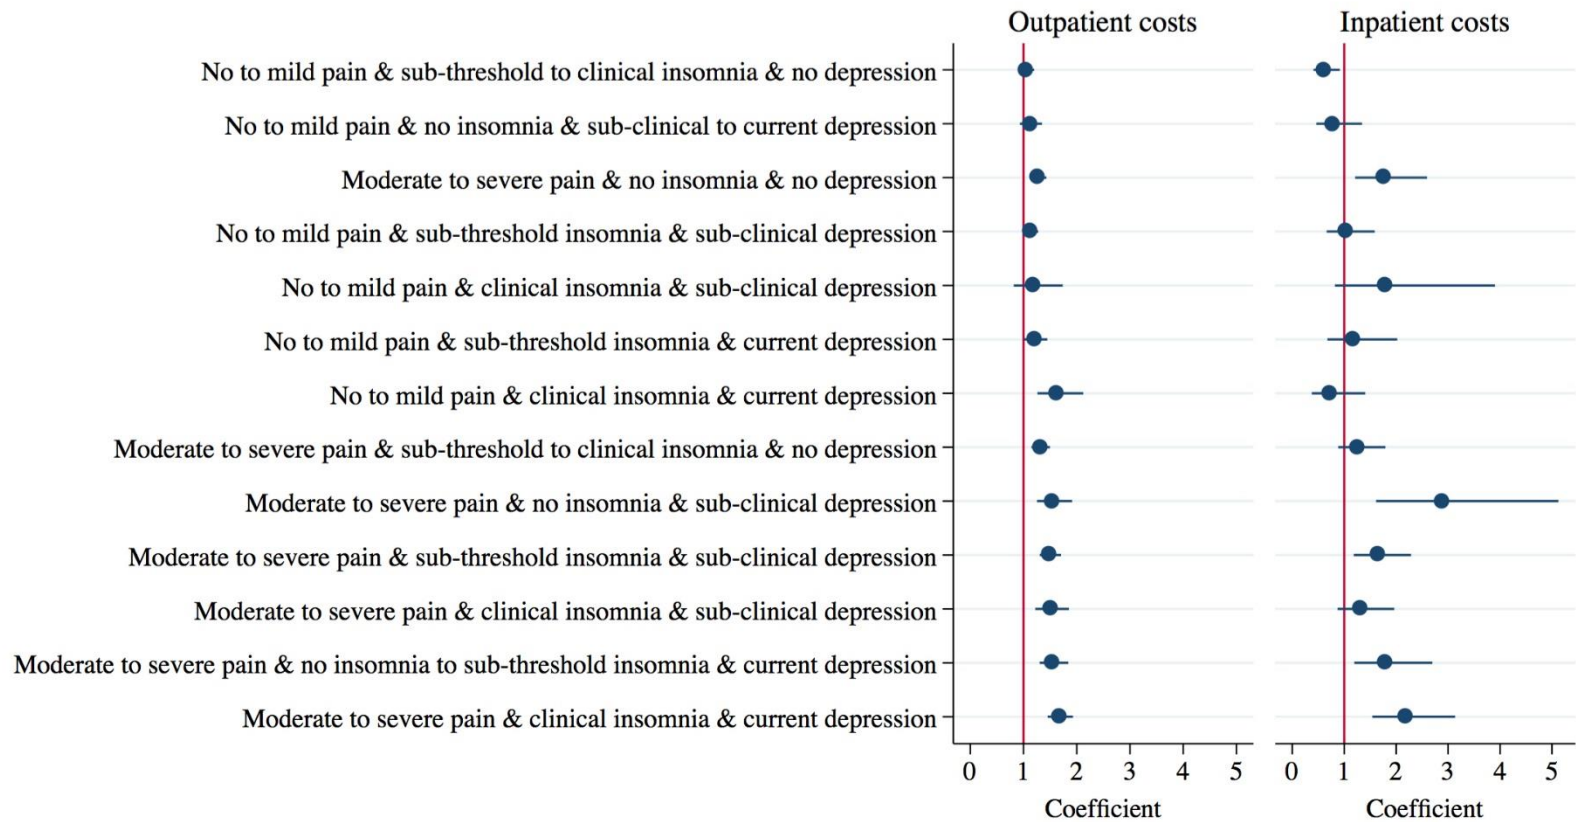 Outpatient costs
Inpatient costs
No to mild pain & sub-threshold to clinical insomnia & no depression
No to mild pain & no insomnia & sub-clinical to current depression
Moderate to severe pain & no insomnia & no depression
No to mild pain & sub-threshold insomnia & sub-clinical depression
No to mild pain & clinical insomnia & sub-clinical depression
No to mild pain & sub-threshold insomnia & current depression
No to mild pain & clinical insomnia & current depression
Moderate to severe pain & sub-threshold to clinical insomnia & no depression
Moderate to severe pain & no insomnia & sub-clinical depression
Moderate to severe pain & sub-threshold insomnia & sub-clinical depression
Moderate to severe pain & clinical insomnia & sub-clinical depression
Moderate to severe pain & no insomnia to sub-threshold insomnia & current depression
Moderate to severe pain & clinical insomnia & current depression
0 1 2 3 4 5
0 1 2 3 4 5
Coefficient
Coefficient